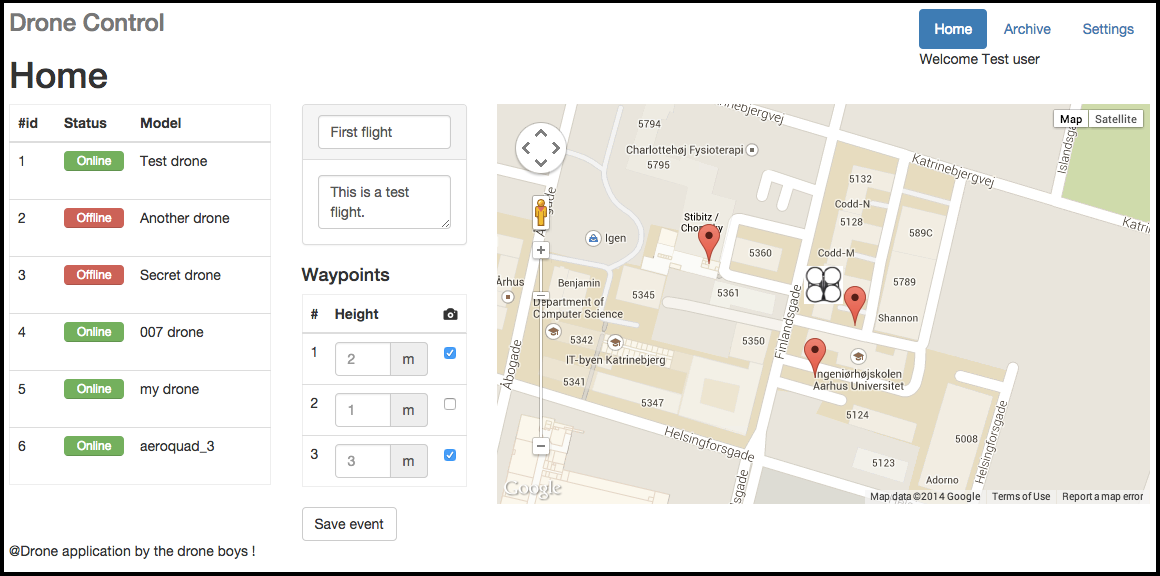 Drone Control
Home Archive Settings
Welcome Test user
Home
#id Status Model
1 Online Test drone
2 Offline Another drone
3 Offline Secret drone
4 Online 007 drone
5 Online my drone
6 Online aeroquad_3
First flight
This is a test
flight.
Waypoints
# Height
1 2 m
2 1 m
3 3 m
Save event
Map Satellite
5794
Charlottehøj Fysioterapi
5795
Katrinebjergvej
5132
Codd-N
5128
Stibitz /
589C
Igen
5360
Codd-M
Århus
Benjamin
5345
5361
5789
Department of
Computer Science
Shannon
Finlandsgade
5342
5350
IT-byen Katrinebjerg
Åbogade
5341
Ingeniørhøjskolen
Aarhus Universitet
5347
5124
Helsingforsgade
5008
Helsingforsgade
5123
Adorno
Google
Map data ©2014 Google Terms of Use Report a map error
@Drone application by the drone boys !